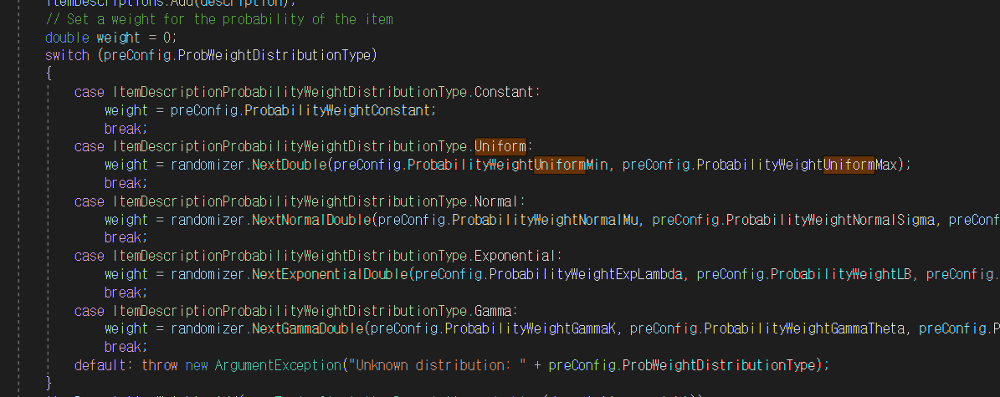 itemDescriptions.Add(description);
// Set a weight for the probability of the item
double weight = 0;
switch (preConfig.ProbWeightDistributionType)
{
case ItemDescriptionProbabilityWeightDistributionType.Constant:
weight = preConfig.ProbabilityWeightConstant;
break;
case ItemDescriptionProbabilityWeightDistributionType.Uniform:
weight = randomizer.NextDouble(preConfig.ProbabilityWeightUniformMin, preConfig.ProbabilityWeightUniformMax);
break;
case ItemDescriptionProbabilityWeightDistributionType.Normal:
weight = randomizer.NextNormalDouble(preConfig.ProbabilityWeightNormalMu, preConfig.ProbabilityWeightNormalSigma, preConf
break;
case ItemDescriptionProbabilityWeightDistributionType.Exponential:
weight = randomizer.NextExponentialDouble(preConfig.ProbabilityWeightExpLambda, preConfig.ProbabilityWeightLB, preConfig.
break;
case ItemDescriptionProbabilityWeightDistributionType.Gamma:
weight = randomizer.NextGammaDouble(preConfig.ProbabilityWeightGammaK, preConfig.ProbabilityWeightGammaTheta, preConfig.P
break;
default: throw new ArgumentException("Unknown distribution: " + preConfig.ProbWeightDistributionType);
}